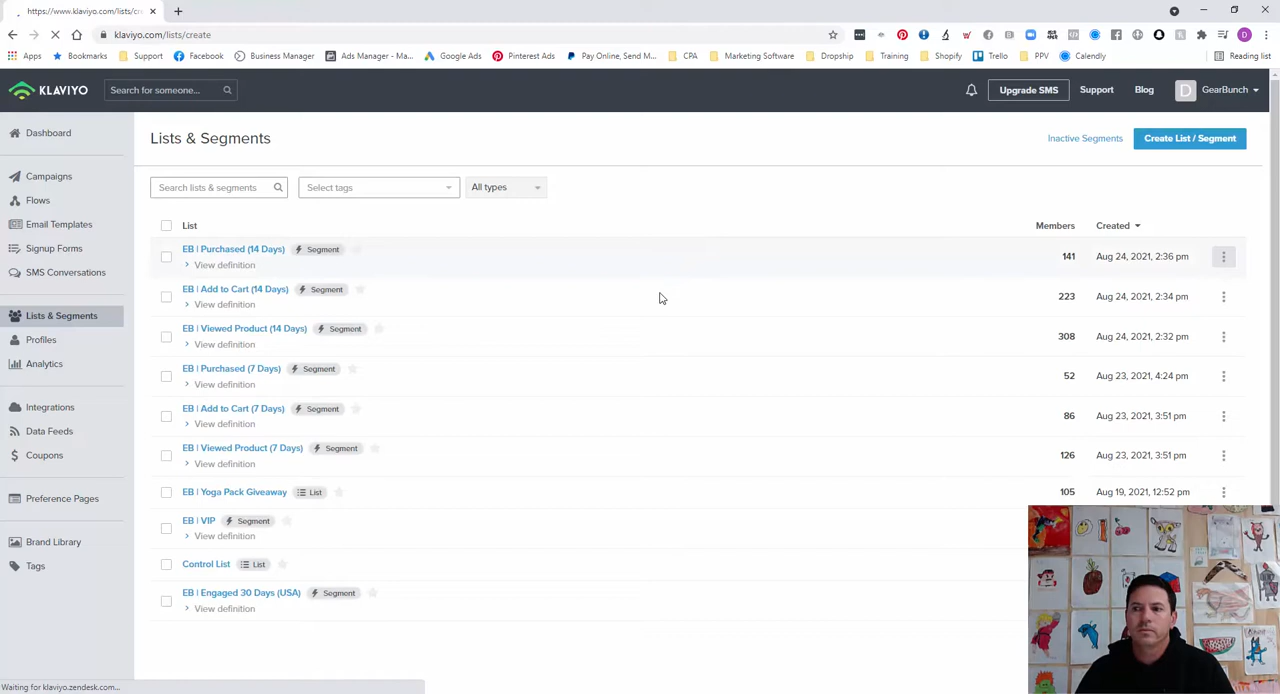 https://www.klaviyo.com/lists/cr
klaviyo.com/lists/create
Apps Bookmarks Support Facebook Business Manager Ads Manager - Ma... Google Ads Pinterest Ads Pay Online, Send M... CPA Marketing Software Dropship Training Shopify Trello PPV Calendly Reading list
KLAVIYO Search for someone... Upgrade SMS Support Blog D GearBunch
Dashboard
Campaigns
Flows
Email Templates
Signup Forms
SMS Conversations
Lists & Segments
Profiles
Analytics
Integrations
Data Feeds
Coupons
Preference Pages
Brand Library
Tags
Lists & Segments Inactive Segments Create List / Segment
Search lists & segments Select tags All types
List Members Created
EB | Purchased (14 Days) Segment 141 Aug 24, 2021, 2:36 pm
View definition
EB | Add to Cart (14 Days) Segment 223 Aug 24, 2021, 2:34 pm
View definition
EB | Viewed Product (14 Days) Segment 308 Aug 24, 2021, 2:32 pm
View definition
EB | Purchased (7 Days) Segment 52 Aug 23, 2021, 4:24 pm
View definition
EB | Add to Cart (7 Days) Segment 86 Aug 23, 2021, 3:51 pm
View definition
EB | Viewed Product (7 Days) Segment 126 Aug 23, 2021, 3:51 pm
View definition
EB | Yoga Pack Giveaway List 105 Aug 19, 2021, 12:52 pm
EB | VIP Segment
View definition
Control List List
EB | Engaged 30 Days (USA) Segment
View definition
Waiting for klaviyo.zendesk.com...